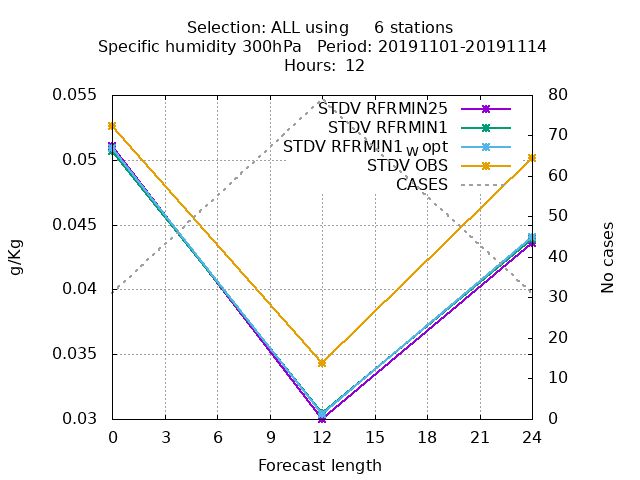 Selection: ALL using     6 stations
Specific humidity 300hPa   Period: 20191101-20191114
Hours: 12
STDV RFRMIN25
STDV RFRMIN1
STDV RFRMIN1_W opt
STDV OBS
CASES
0.055
0.05
0.045
0.04
0.035
0.03
g/Kg
80
70
60
50
40
30
20
10
0
No cases
0 3 6 9 12 15 18 21 24
Forecast length